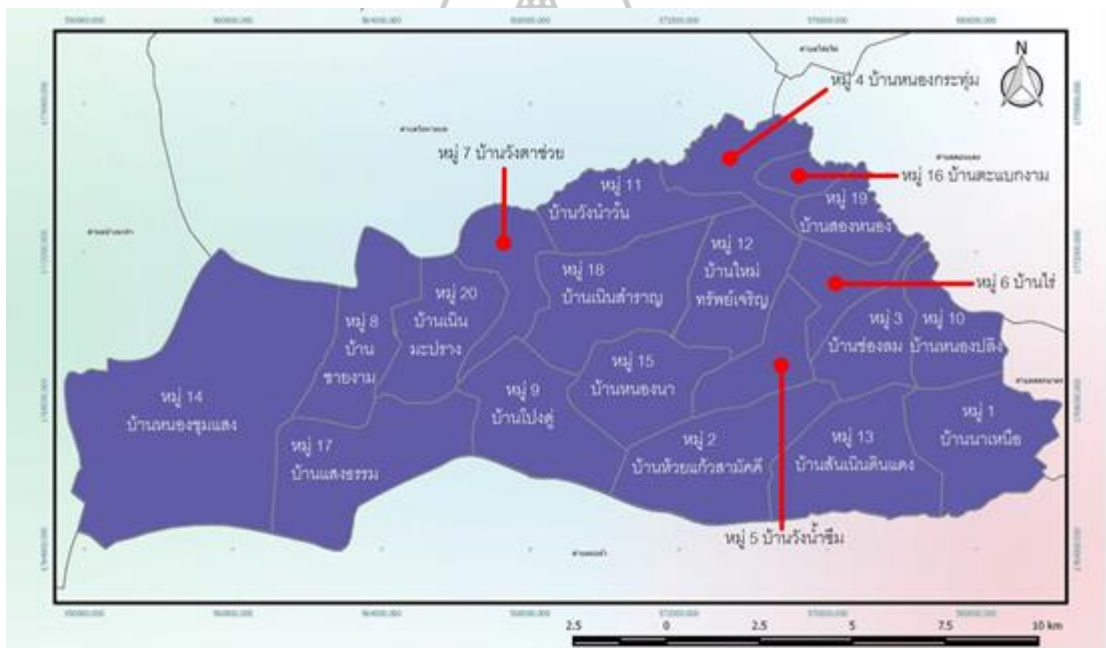 N
หมู่ 4 บ้านหนองกระทุ่ม
หมู่ 7 บ้านวังตาช่วย
หมู่ 16 บ้านตะแบกงาม
หมู่ 11
บ้านวังน้ำวัน
หมู่ 19
บ้านสองหนอง
หมู่ 12
บ้านใหม่
ทรัพย์เจริญ
หมู่ 18
บ้านเนินสำราญ
หมู่ 6 บ้านไร่
หมู่ 20
บ้านเนิน
มะปราง
หมู่ 8
บ้าน
ชายงาม
หมู่ 3
บ้านช่องลม
หมู่ 10
บ้านหนองปลิง
หมู่ 15
บ้านหนองนา
หมู่ 14
บ้านหนองชุมแสง
หมู่ 9
บ้านโป่งคู่
หมู่ 1
บ้านนาเหนือ
หมู่ 17
บ้านแสงธรรม
หมู่ 2
บ้านห้วยแก้วสามัคคี
หมู่ 13
บ้านสันเนินดินแดง
หมู่ 5 บ้านวังน้ำซึม
2.5 0 2.5 5 7.5 10 km